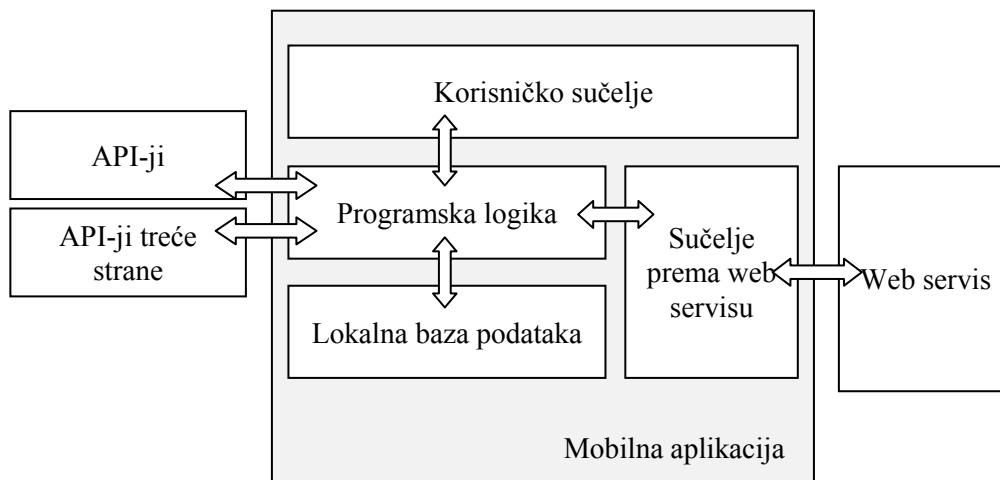 Korisničko sučelje
API-ji
API-ji treće
strane
Programska logika
Sučelje
prema web
servisu
Web servis
Lokalna baza podataka
Mobilna aplikacija